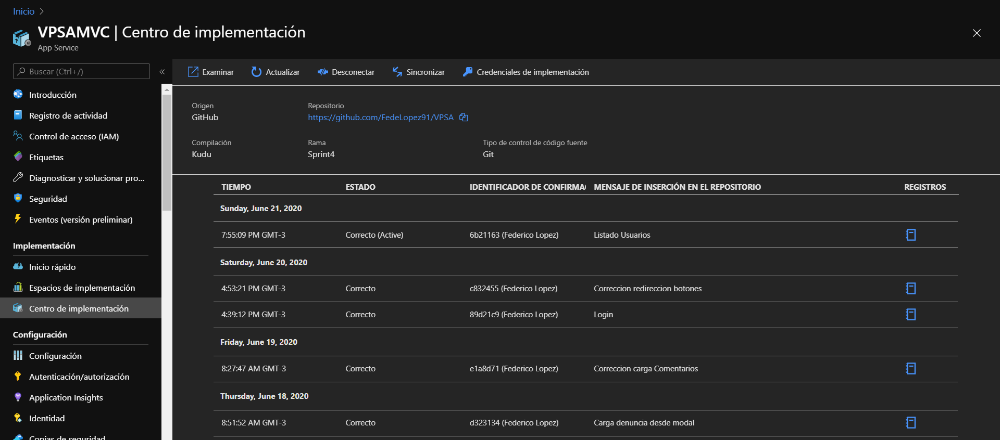 Inicio >
VPSAMVC | Centro de implementación
App Service
Buscar (Ctrl+/)
«
Introducción
Registro de actividad
Control de acceso (IAM)
Etiquetas
Diagnosticar y solucionar pro...
Seguridad
Eventos (versión preliminar)
Implementación
Inicio rápido
Espacios de implementación
Centro de implementación
Configuración
Configuración
Autenticación/autorización
Application Insights
Identidad
Copias de seguridad
Examinar Actualizar Desconectar Sincronizar Credenciales de implementación
Origen Repositorio
GitHub https://github.com/FedeLopez91/VPSA
Compilación Rama Tipo de control de código fuente
Kudu Sprint4 Git
TIEMPO ESTADO IDENTIFICADOR DE CONFIRMA MENSAJE DE INSERCIÓN EN EL REPOSITORIO REGISTROS
Sunday, June 21, 2020
7:55:09 PM GMT-3 Correcto (Active) 6b21163 (Federico Lopez) Listado Usuarios
Saturday, June 20, 2020
4:53:21 PM GMT-3 Correcto c832455 (Federico Lopez) Correccion redireccion botones
4:39:12 PM GMT-3 Correcto 89d21c9 (Federico Lopez) Login
Friday, June 19, 2020
8:27:47 AM GMT-3 Correcto e1a8d71 (Federico Lopez) Correccion carga Comentarios
Thursday, June 18, 2020
8:51:52 AM GMT-3 Correcto d323134 (Federico Lopez) Carga denuncia desde modal